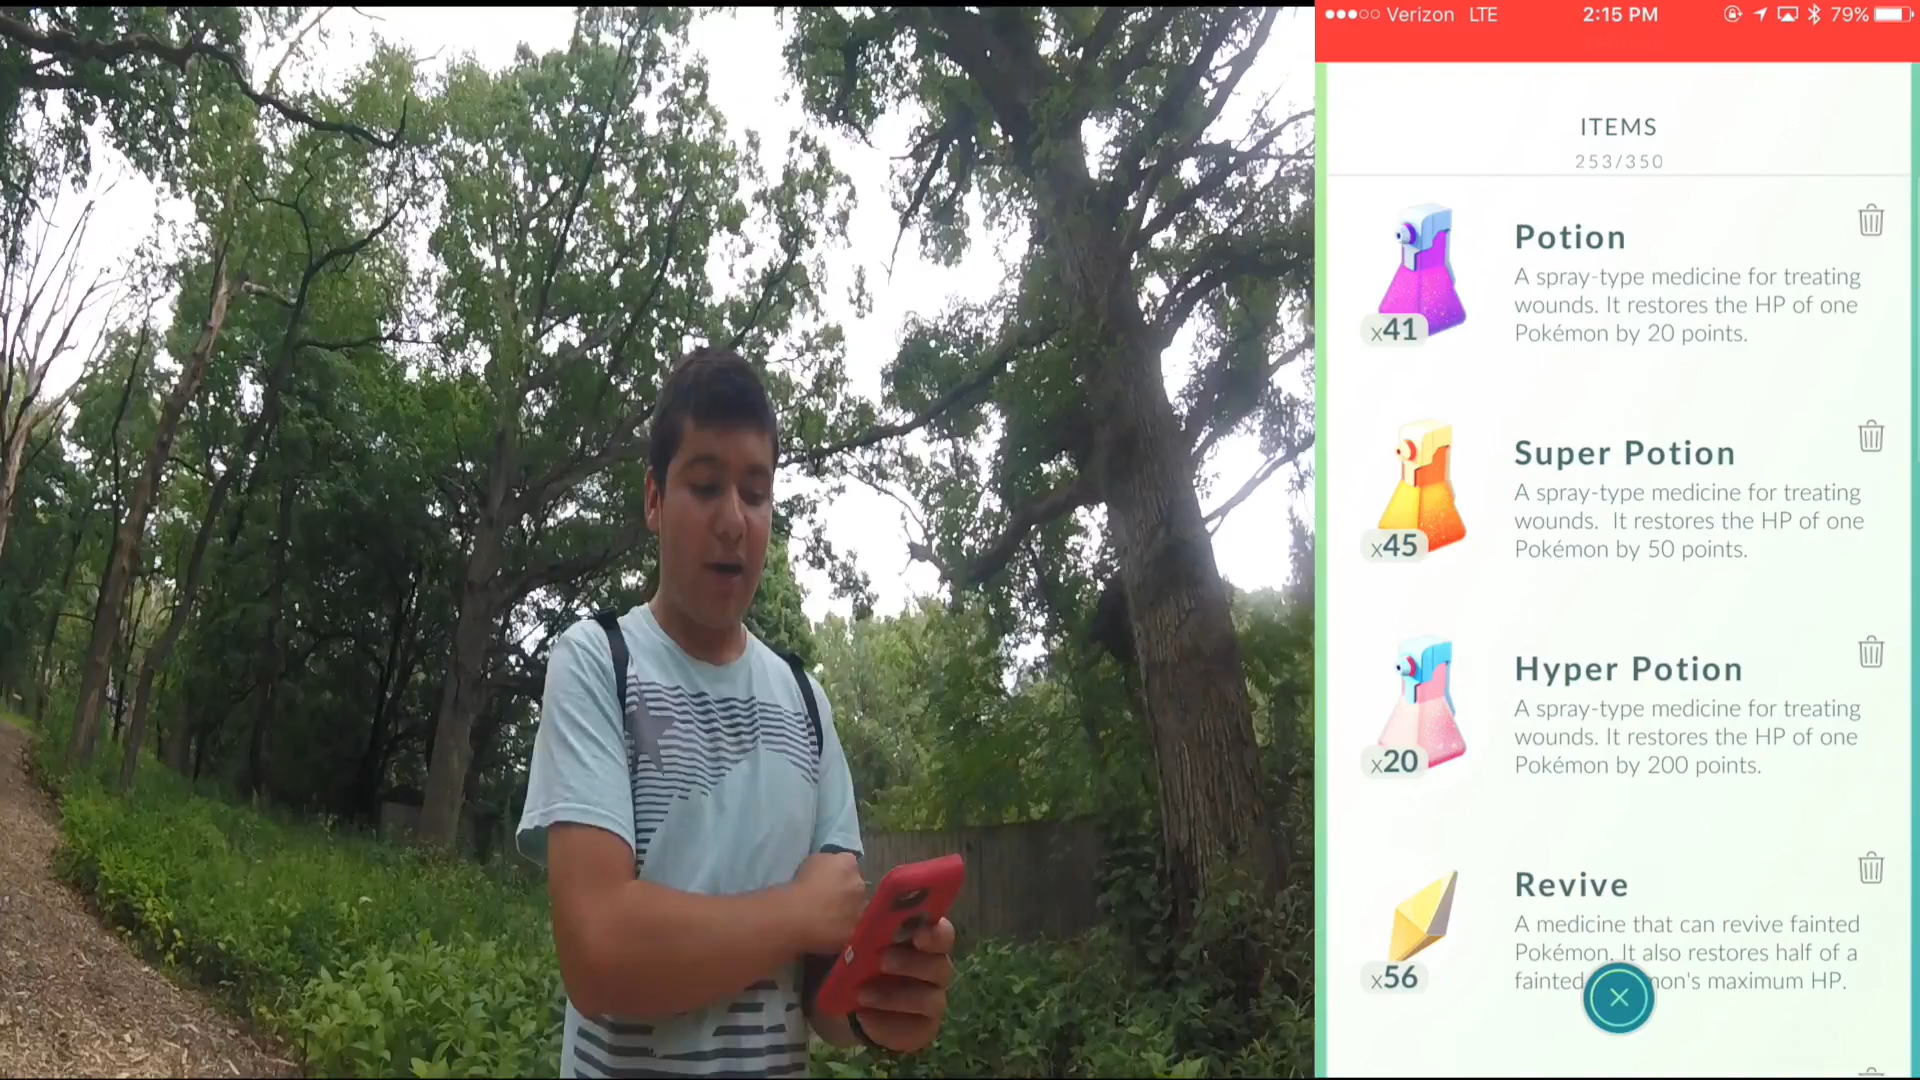 ●●●○○ Verizon LTE 2:15 PM 79%
ITEMS
253/350
Potion
A spray-type medicine for treating
wounds. It restores the HP of one
Pokémon by 20 points.
x41
Super Potion
A spray-type medicine for treating
wounds. It restores the HP of one
Pokémon by 50 points.
x45
Hyper Potion
A spray-type medicine for treating
wounds. It restores the HP of one
Pokémon by 200 points.
x20
Revive
A medicine that can revive fainted
Pokémon. It also restores half of a
fainted mon's maximum HP.
x56